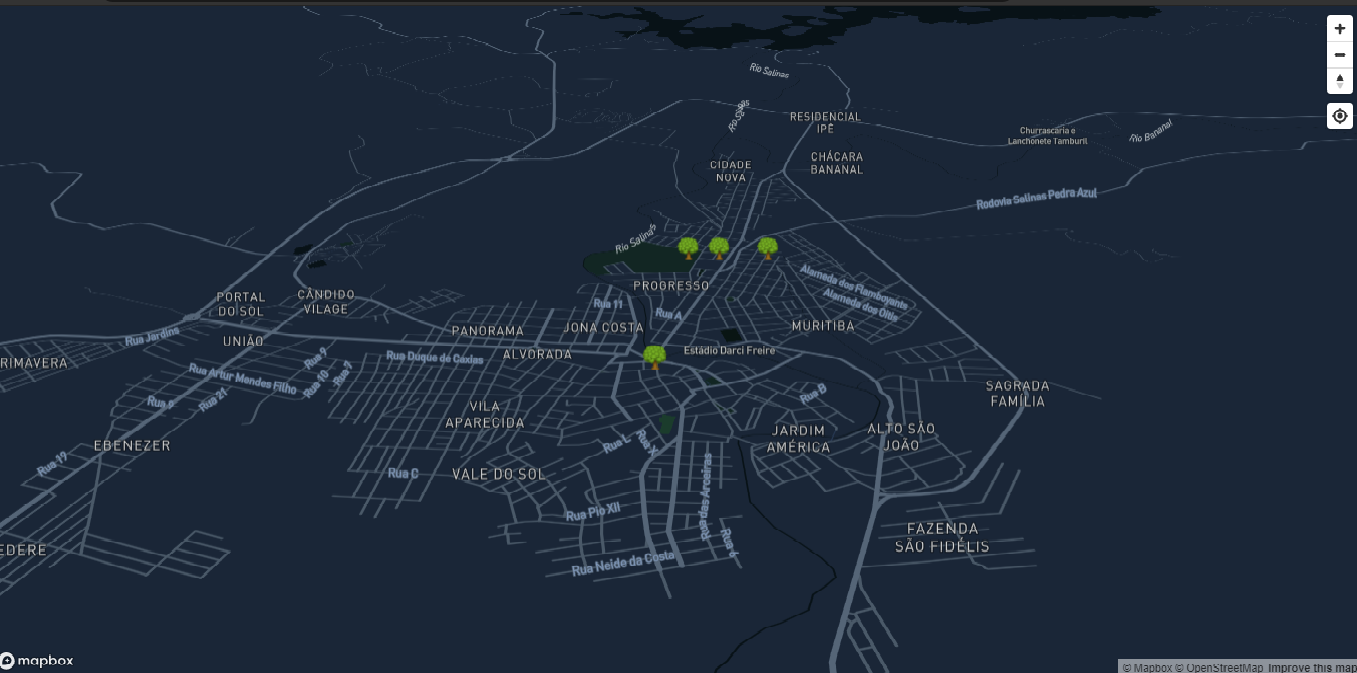 Rio Salinas
Rio Salinas
RESIDENCIAL
IPÊ
Churrascaria e
Lanchonete Tamburil
Rio Bananal
CIDADE
NOVA
CHÁCARA
BANANAL
Rodovia Salinas Pedra Azul
Rio Salinas
PROGRESSO
Alameda dos Flamboyants
Alameda dos Oitis
PORTAL
DO SOL
CÂNDIDO
VILAGE
Rua 11
Rua A
MURITIBA
PANORAMA
JONA COSTA
Rua Jardins
UNIÃO
ALVORADA
Estádio Darci Freire
Rua Duque de Caxias
RIMAVERA
Rua 9
Rua 7
Rua Artur Mendes Filho
Rua 10
Rua 21
VILA
APARECIDA
Rua B
SAGRADA
FAMÍLIA
JARDIM
AMÉRICA
ALTO SÃO
JOÃO
EBENEZER
Rua L
Rua X
Rua 19
Rua C
VALE DO SOL
Rua das Aroeiras
Rua Pio XII
Rua 6
FAZENDA
SÃO FIDÉLIS
EDERE
Rua Neide da Costa
mapbox
© Mapbox © OpenStreetMap Improve this map